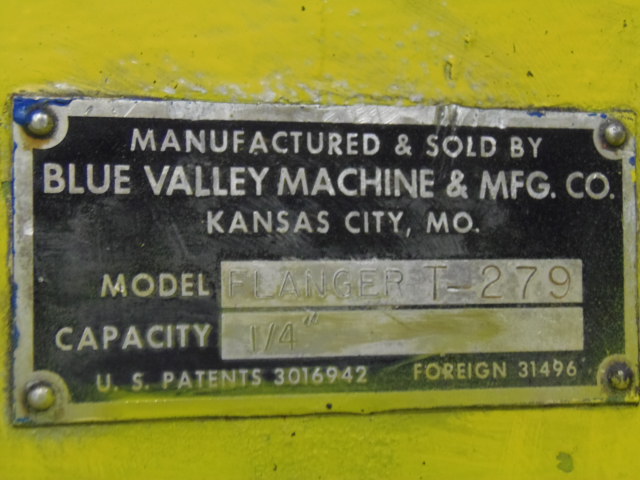 MANUFACTURED & SOLD BY
BLUE VALLEY MACHINE & MFG. CO.
KANSAS CITY, MO.
MODEL FLANGER T-279
CAPACITY 1/4"
U. S. PATENTS 3016942 FOREIGN 31496